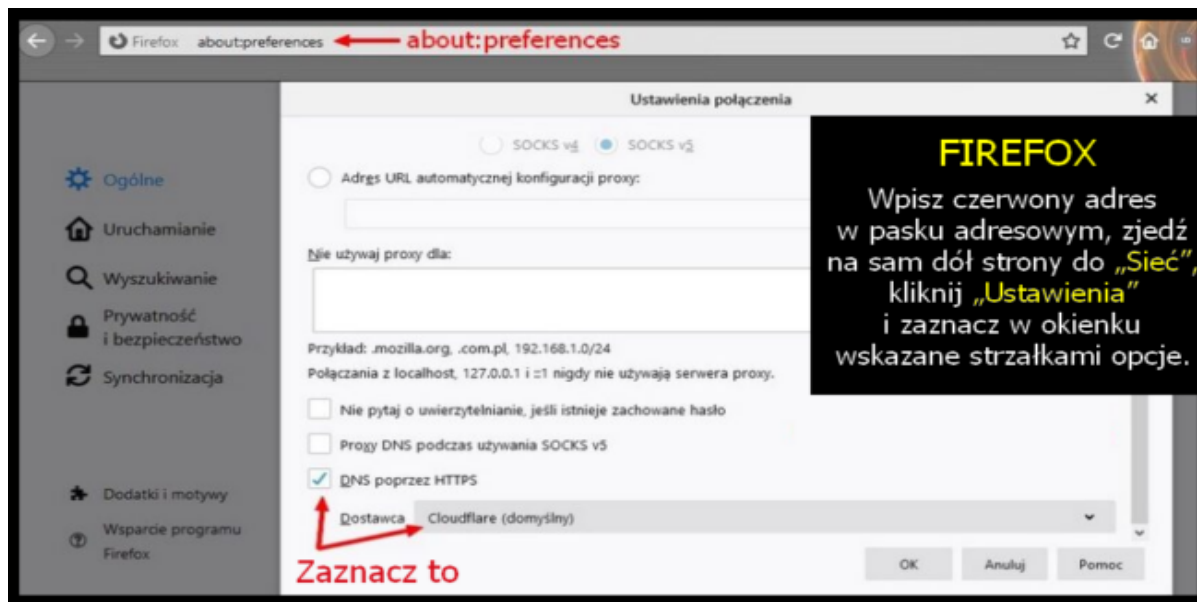 Firefox about:preferences about:preferences
Ustawienia połączenia
SOCKS v4 SOCKS v5
Adres URL automatycznej konfiguracji proxy:
Nie używaj proxy dla:
Przykład: .mozilla.org, .com.pl, 192.168.1.0/24
Połączania z localhost, 127.0.0.1 i ::1 nigdy nie używają serwera proxy.
Nie pytaj o uwierzytelnianie, jeśli istnieje zachowane hasło
Proxy DNS podczas używania SOCKS v5
DNS poprzez HTTPS
Dostawca Cloudflare (domyślny)
Zaznacz to
OK Anuluj Pomoc
Ogólne
Uruchamianie
Wyszukiwanie
Prywatność
i bezpieczeństwo
Synchronizacja
Dodatki i motywy
Wsparcie programu
Firefox
FIREFOX
Wpisz czerwony adres
w pasku adresowym, zjedź
na sam dół strony do „Sieć”,
kliknij „Ustawienia”
i zaznacz w okienku
wskazane strzałkami opcje.